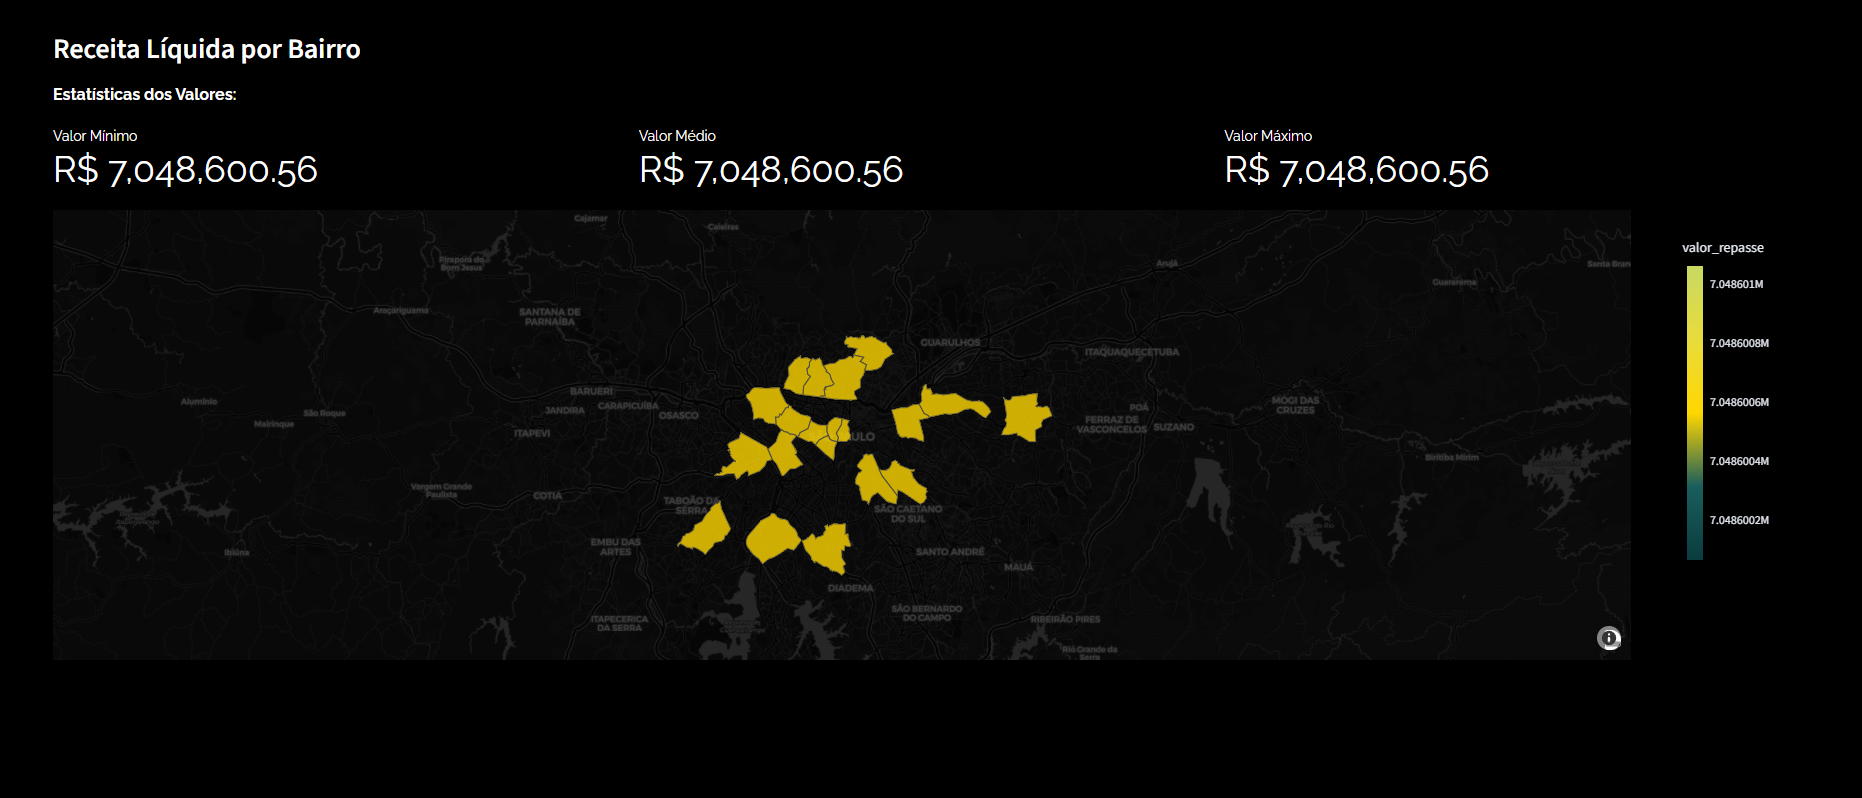 Receita Líquida por Bairro
Estatísticas dos Valores:
Valor Mínimo
R$ 7,048,600.56
Valor Médio
R$ 7,048,600.56
Valor Máximo
R$ 7,048,600.56
valor_repasse
7.048601M
7.0486008M
7.0486006M
7.0486004M
7.0486002M
Cajamar
Caieiras
Pirapora do
Bom Jesus
Arujá
Santa Bran
Guararema
Araçariguama
SANTANA DE
PARNAÍBA
GUARULHOS
ITAQUAQUECETUBA
BARUERI
Alumínio
JANDIRA
CARAPICUÍBA
OSASCO
São Roque
Mairinque
ITAPEVI
POÁ
MOGI DAS
CRUZES
FERRAZ DE
VASCONCELOS
SUZANO
ULO
Biritiba Mirim
Vargem Grande
Paulista
COTIA
TABOÃO DA
SERRA
SÃO CAETANO
DO SUL
Ibiúna
EMBU DAS
ARTES
SANTO ANDRÉ
MAUÁ
DIADEMA
ITAPECERICA
DA SERRA
SÃO BERNARDO
DO CAMPO
RIBEIRÃO PIRES
Rio Grande da
Serra